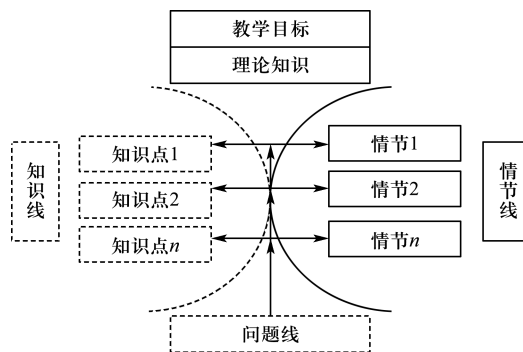 教学目标
理论知识
知识线
知识点1
知识点2
知识点n
情节1
情节2
情节n
情节线
问题线